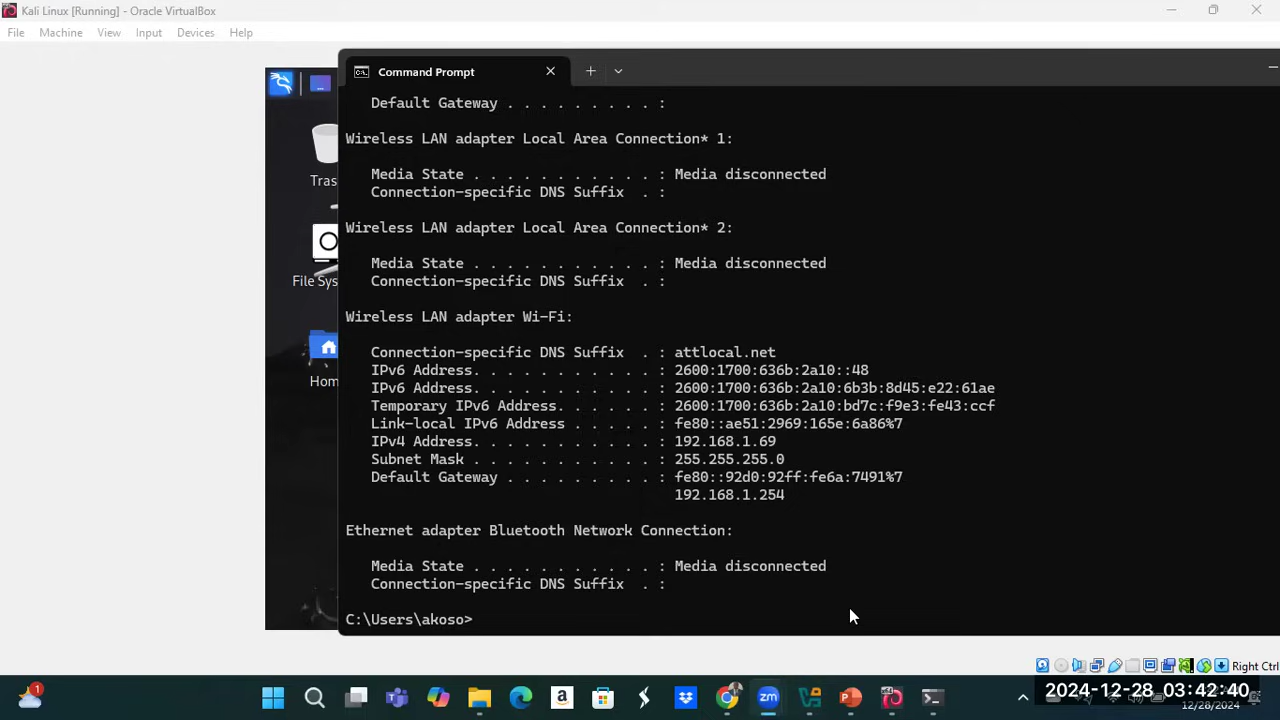 Kali Linux [Running] - Oracle VirtualBox
File Machine View Input Devices Help
Command Prompt
Tras
File Sys
Hom
Default Gateway . . . . . . . . . :
Wireless LAN adapter Local Area Connection* 1:
Media State . . . . . . . . . . . : Media disconnected
Connection-specific DNS Suffix . :
Wireless LAN adapter Local Area Connection* 2:
Media State . . . . . . . . . . . : Media disconnected
Connection-specific DNS Suffix . :
Wireless LAN adapter Wi-Fi:
Connection-specific DNS Suffix . : attlocal.net
IPv6 Address. . . . . . . . . . . : 2600:1700:636b:2a10::48
IPv6 Address. . . . . . . . . . . : 2600:1700:636b:2a10:6b3b:8d45:e22:61ae
Temporary IPv6 Address. . . . . . : 2600:1700:636b:2a10:bd7c:f9e3:fe43:ccf
Link-local IPv6 Address . . . . . : fe80::ae51:2969:165e:6a86%7
IPv4 Address. . . . . . . . . . . : 192.168.1.69
Subnet Mask . . . . . . . . . . . : 255.255.255.0
Default Gateway . . . . . . . . . : fe80::92d0:92ff:fe6a:7491%7
192.168.1.254
Ethernet adapter Bluetooth Network Connection:
Media State . . . . . . . . . . . : Media disconnected
Connection-specific DNS Suffix . :
C:\Users\akoso>
Right Ctrl
1
2024-12-28 03:42:40
12/28/2024